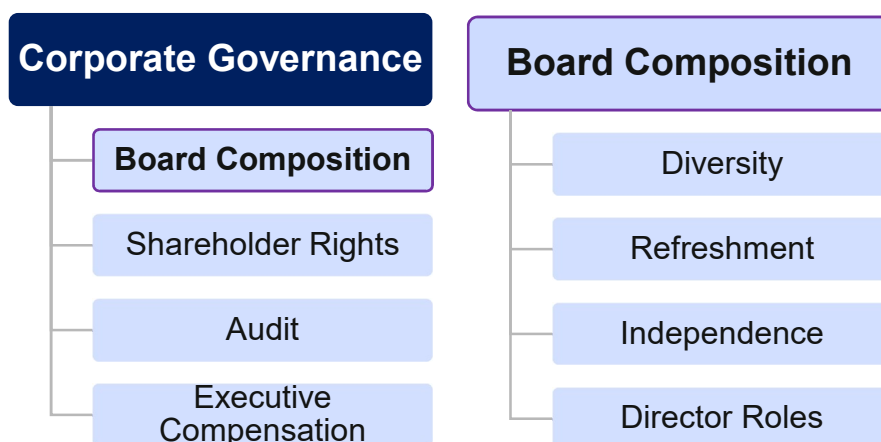 Corporate Governance
Board Composition
Shareholder Rights
Audit
Executive
Compensation
Board Composition
Diversity
Refreshment
Independence
Director Roles